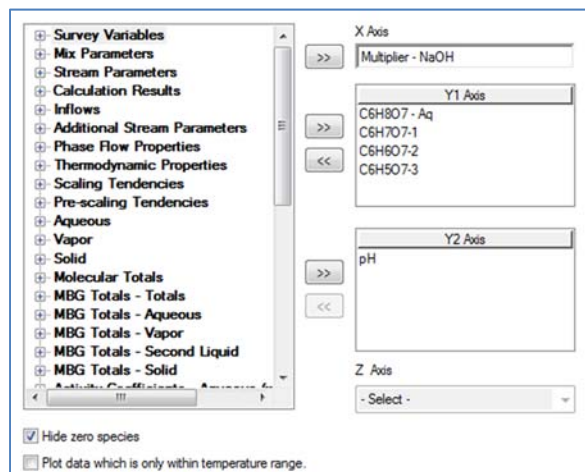 Survey Variables
Mix Parameters
Stream Parameters
Calculation Results
Inflows
Additional Stream Parameters
Phase Flow Properties
Thermodynamic Properties
Scaling Tendencies
Pre-scaling Tendencies
Aqueous
Vapor
Solid
Molecular Totals
MBG Totals - Totals
MBG Totals - Aqueous
MBG Totals - Vapor
MBG Totals - Second Liquid
MBG Totals - Solid
Activity Coefficients - Aqueous
>>
>>
<<
>>
<<
X Axis
Multiplier - NaOH
Y1 Axis
C6H8O7 - Aq
C6H7O7-1
C6H6O7-2
C6H5O7-3
Y2 Axis
pH
Z Axis
- Select -
Hide zero species
Plot data which is only within temperature range.